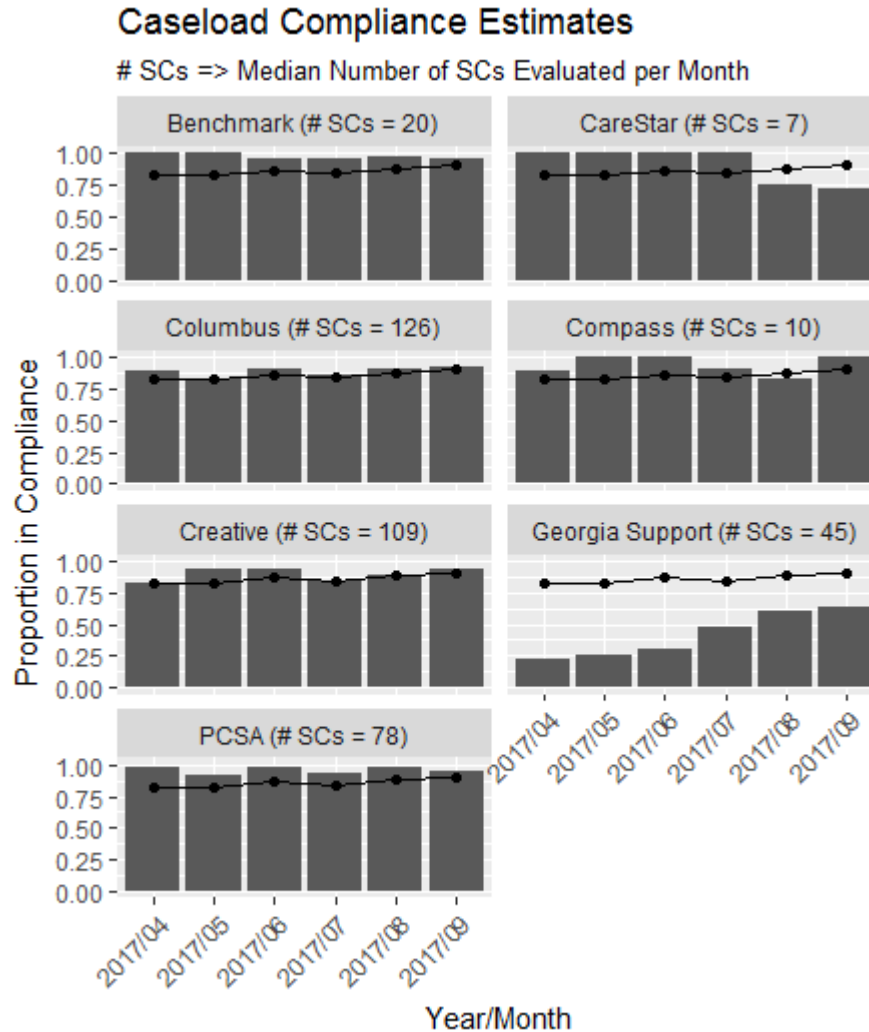 Caseload Compliance Estimates
# SCs => Median Number of SCs Evaluated per Month
Benchmark (# SCs = 20)
CareStar (# SCs = 7)
1.00
0.75
0.50
0.25
0.00
Columbus (# SCs = 126)
Compass (# SCs = 10)
1.00
0.75
0.50
0.25
0.00
Creative (# SCs = 109)
Georgia Support (# SCs = 45)
1.00
0.75
0.50
0.25
0.00
PCSA (# SCs = 78)
1.00
0.75
0.50
0.25
0.00
Proportion in Compliance
2017/04
2017/05
2017/06
2017/07
2017/08
2017/09
2017/04
2017/05
2017/06
2017/07
2017/08
2017/09
Year/Month